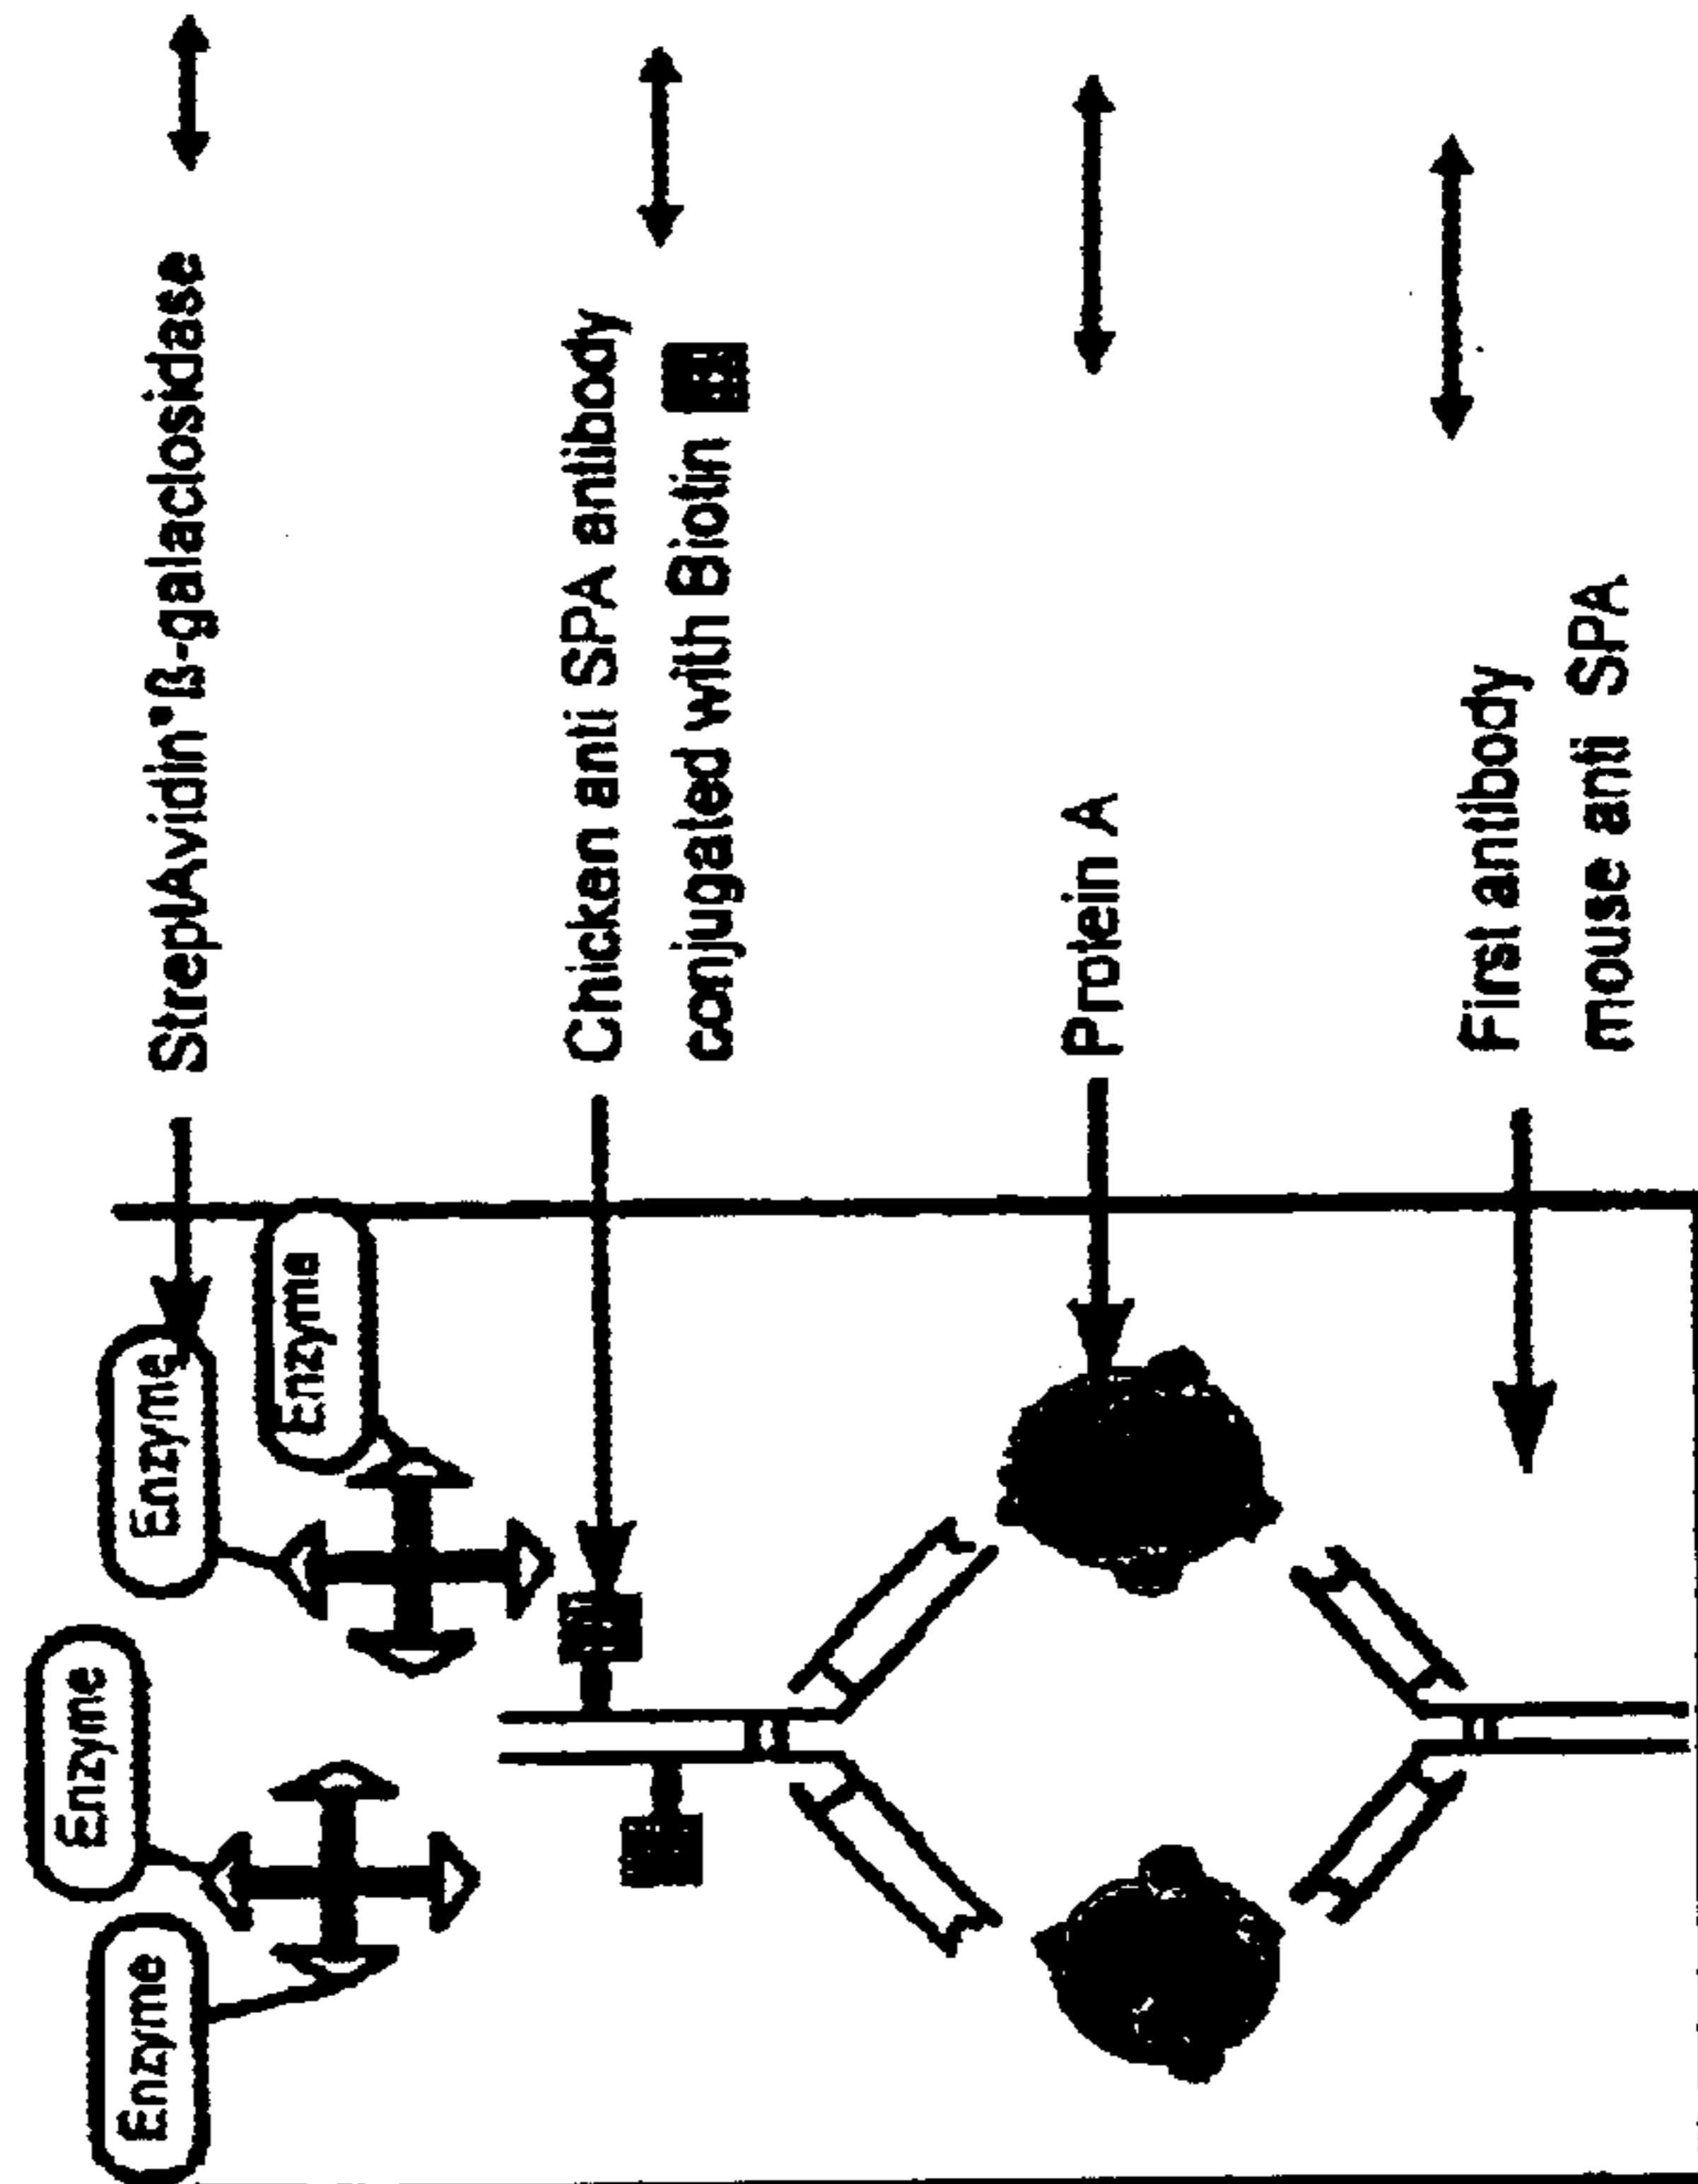 StreptAvidin*ß-galactosidase
Chicken anti SPA antibody
conjugated with Biotin
Protein A
First antibody
mouse anti SPA
Enzyme
Enzyme
Enzyme
Enzyme